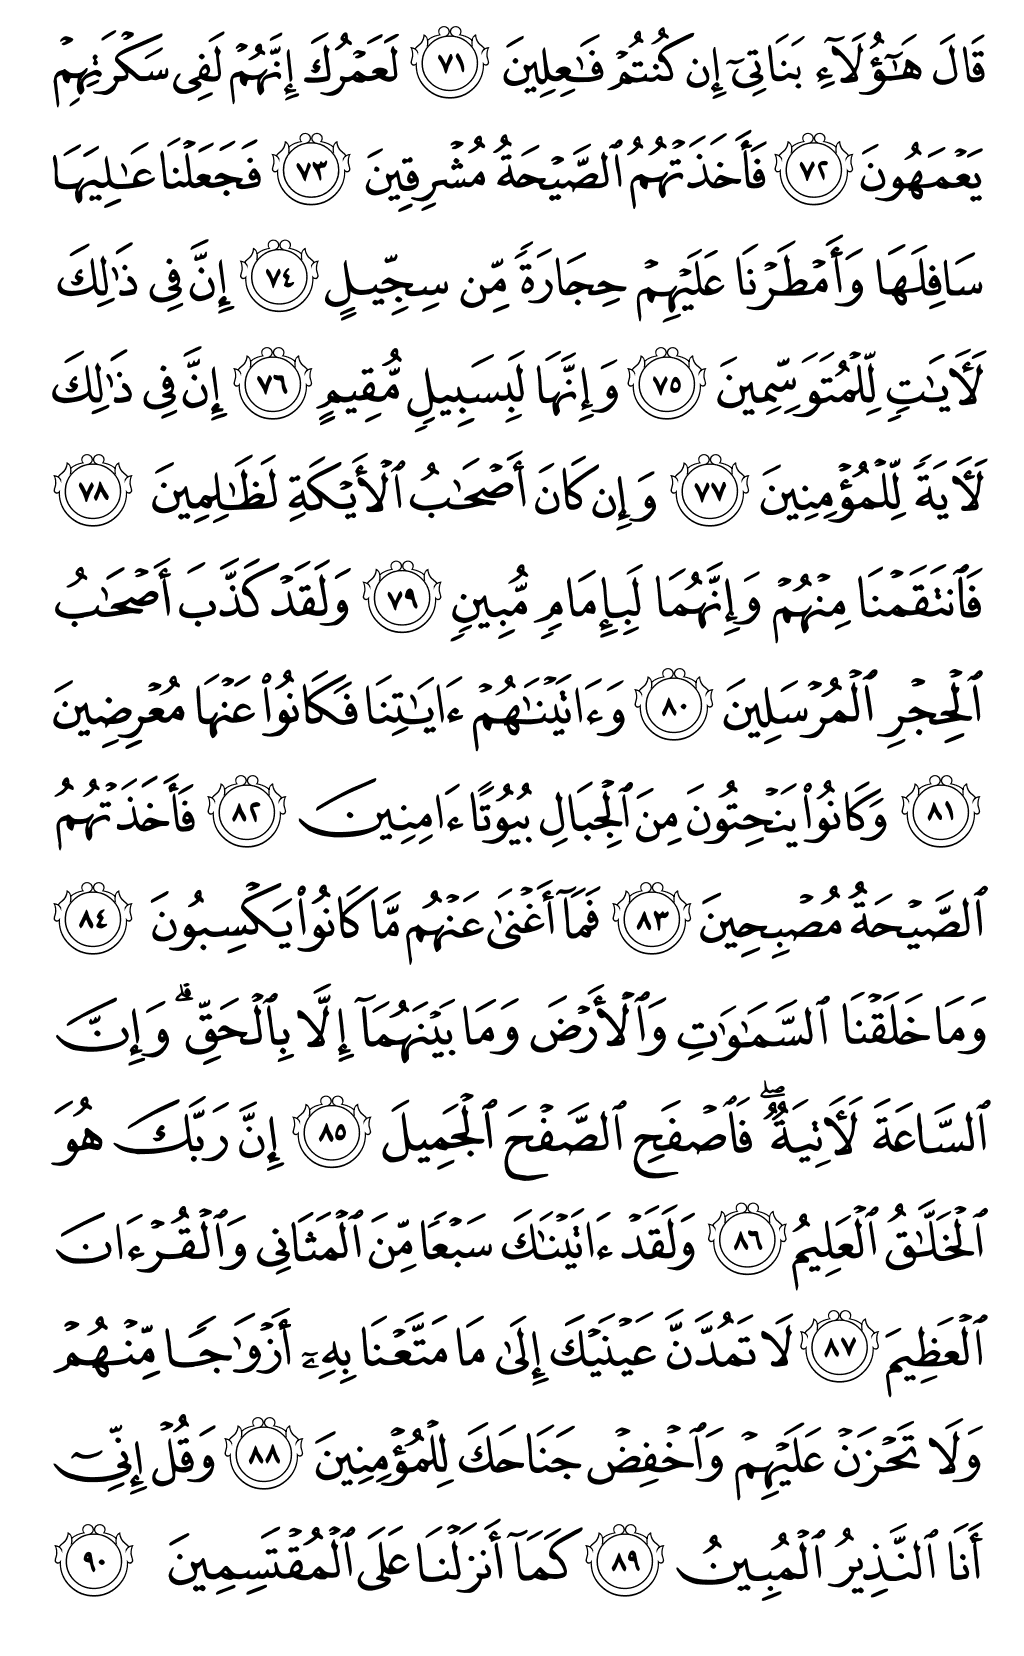 قَالَ هَٰٓؤُلَآءِ بَنَاتِىٓ إِن كُنتُمۡ فَٰعِلِينَ ٧١ لَعَمۡرُكَ إِنَّهُمۡ لَفِى سَكۡرَتِهِمۡ
يَعۡمَهُونَ ٧٢ فَأَخَذَتۡهُمُ ٱلصَّيۡحَةُ مُشۡرِقِينَ ٧٣ فَجَعَلۡنَا عَٰلِيَهَا
سَافِلَهَا وَأَمۡطَرۡنَا عَلَيۡهِمۡ حِجَارَةٗ مِّن سِجِّيلٍ ٧٤ إِنَّ فِى ذَٰلِكَ
لَأٓيَٰتٖ لِّلۡمُتَوَسِّمِينَ ٧٥ وَإِنَّهَا لَبِسَبِيلٖ مُّقِيمٍ ٧٦ إِنَّ فِى ذَٰلِكَ
لَأٓيَةٗ لِّلۡمُؤۡمِنِينَ ٧٧ وَإِن كَانَ أَصۡحَٰبُ ٱلۡأَيۡكَةِ لَظَٰلِمِينَ ٧٨
فَٱنتَقَمۡنَا مِنۡهُمۡ وَإِنَّهُمَا لَبِإِمَامٖ مُّبِينٖ ٧٩ وَلَقَدۡ كَذَّبَ أَصۡحَٰبُ
ٱلۡحِجۡرِ ٱلۡمُرۡسَلِينَ ٨٠ وَءَاتَيۡنَٰهُمۡ ءَايَٰتِنَا فَكَانُواْ عَنۡهَا مُعۡرِضِينَ
٨١ وَكَانُواْ يَنۡحِتُونَ مِنَ ٱلۡجِبَالِ بُيُوتًا ءَامِنِينَ ٨٢ فَأَخَذَتۡهُمُ
ٱلصَّيۡحَةُ مُصۡبِحِينَ ٨٣ فَمَآ أَغۡنَىٰ عَنۡهُم مَّا كَانُواْ يَكۡسِبُونَ ٨٤
وَمَا خَلَقۡنَا ٱلسَّمَٰوَٰتِ وَٱلۡأَرۡضَ وَمَا بَيۡنَهُمَآ إِلَّا بِٱلۡحَقِّۗ وَإِنَّ
ٱلسَّاعَةَ لَأٓتِيَةٞۖ فَٱصۡفَحِ ٱلصَّفۡحَ ٱلۡجَمِيلَ ٨٥ إِنَّ رَبَّكَ هُوَ
ٱلۡخَلَّٰقُ ٱلۡعَلِيمُ ٨٦ وَلَقَدۡ ءَاتَيۡنَٰكَ سَبۡعٗا مِّنَ ٱلۡمَثَانِى وَٱلۡقُرۡءَانَ
ٱلۡعَظِيمَ ٨٧ لَا تَمُدَّنَّ عَيۡنَيۡكَ إِلَىٰ مَا مَتَّعۡنَا بِهِۦٓ أَزۡوَٰجٗا مِّنۡهُمۡ
وَلَا تَحۡزَنۡ عَلَيۡهِمۡ وَٱخۡفِضۡ جَنَاحَكَ لِلۡمُؤۡمِنِينَ ٨٨ وَقُلۡ إِنِّىٓ
أَنَا ٱلنَّذِيرُ ٱلۡمُبِينُ ٨٩ كَمَآ أَنزَلۡنَا عَلَى ٱلۡمُقۡتَسِمِينَ ٩٠